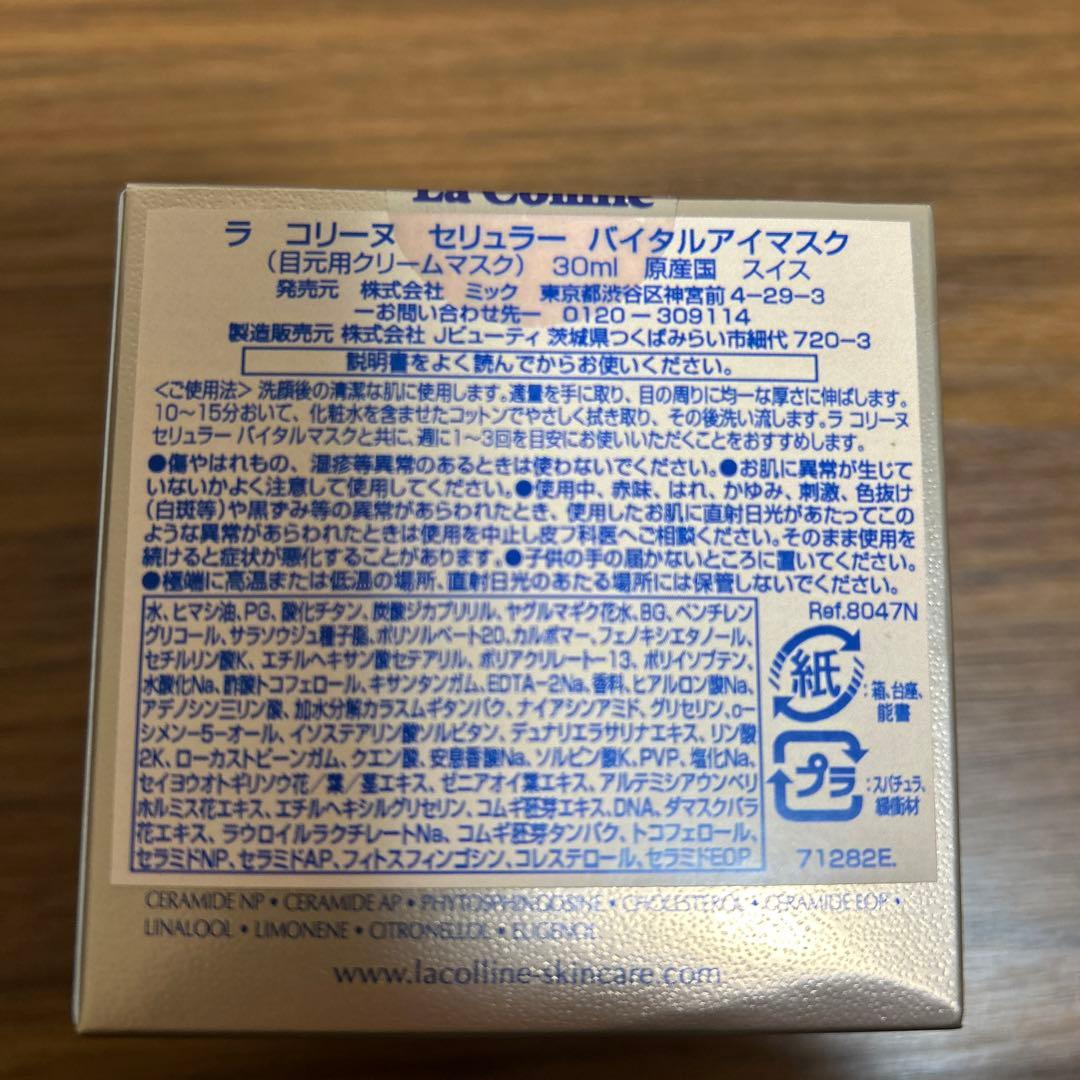 La Colline
ラ コリーヌ セリュラー バイタルアイマスク
(目元用クリームマスク) 30ml 原産国 スイス
発売元 株式会社 ミック 東京都渋谷区神宮前4-29-3
ーお問い合わせ先ー 0120-309114
製造販売元 株式会社 Jビューティ 茨城県つくばみらい市細代 720-3
説明書をよく読んでからお使いください。
<ご使用法> 洗顔後の清潔な肌に使用します。適量を手に取り、目の周りに均一な厚さに伸ばします。
10~15分おいて、化粧水を含ませたコットンでやさしく拭き取り、その後洗い流します。ラ コリーヌ
セリュラー バイタルマスクと共に、週に1~3回を目安にお使いいただくことをおすすめします。
●傷やはれもの、湿疹等異常のあるときは使わないでください。●お肌に異常が生じて
いないかよく注意して使用してください。●使用中、赤味、はれ、かゆみ、刺激、色抜け
(白斑等)や黒ずみ等の異常があらわれたとき、使用したお肌に直射日光があたってこの
ような異常があらわれたときは使用を中止し皮フ科医へご相談ください。そのまま使用を
続けると症状が悪化することがあります。●子供の手の届かないところに置いてください。
●極端に高温または低温の場所、直射日光のあたる場所には保管しないでください。
水、ヒマシ油、PG、酸化チタン、炭酸ジカプリリル、ヤグルマギク花水、BG、ペンチレン
グリコール、サラソウジュ種子脂、ポリソルベート20、カルボマー、フェノキシエタノール、
セチルリン酸K、エチルヘキサン酸セテアリル、ポリアクリレート-13、ポリイソブテン、
水酸化Na、酢酸トコフェロール、キサンタンガム、EDTA-2Na、香料、ヒアルロン酸Na、
アデノシンミリン酸、加水分解カラスムギタンパク、ナイアシンアミド、グリセリン、o-
シメン-5-オール、インステアリン酸ソルビタン、デュナリエラサリナエキス、リン酸
2K、ローカストビーンガム、クエン酸、安息香酸Na、ソルビン酸K、PVP、塩化Na、
セイヨウオトギリソウ花/葉/茎エキス、ゼニアオイ葉エキス、アルテミシアウンベリ
ホルミス花エキス、エチルヘキシルグリセリン、コムギ胚芽エキス、DNA、ダマスクバラ
花エキス、ラウロイルラクチレートNa、コムギ胚芽タンパク、トコフェロール、
セラミドNP、セラミドAP、フィトスフィンゴシン、コレステロール、セラミドEOP
Ref.8047N
紙
:箱、台座、
能書
プラ
:スパチュラ、
緩衝材
71282E.
CERAMIDE NP • CERAMIDE AP • PHYTOSPHINGOSINE • CHOLESTEROL • CERAMIDE EOP •
LINALOOL • LIMONENE • CITRONELLOL • EUGENOL
www.lacolline-skincare.com